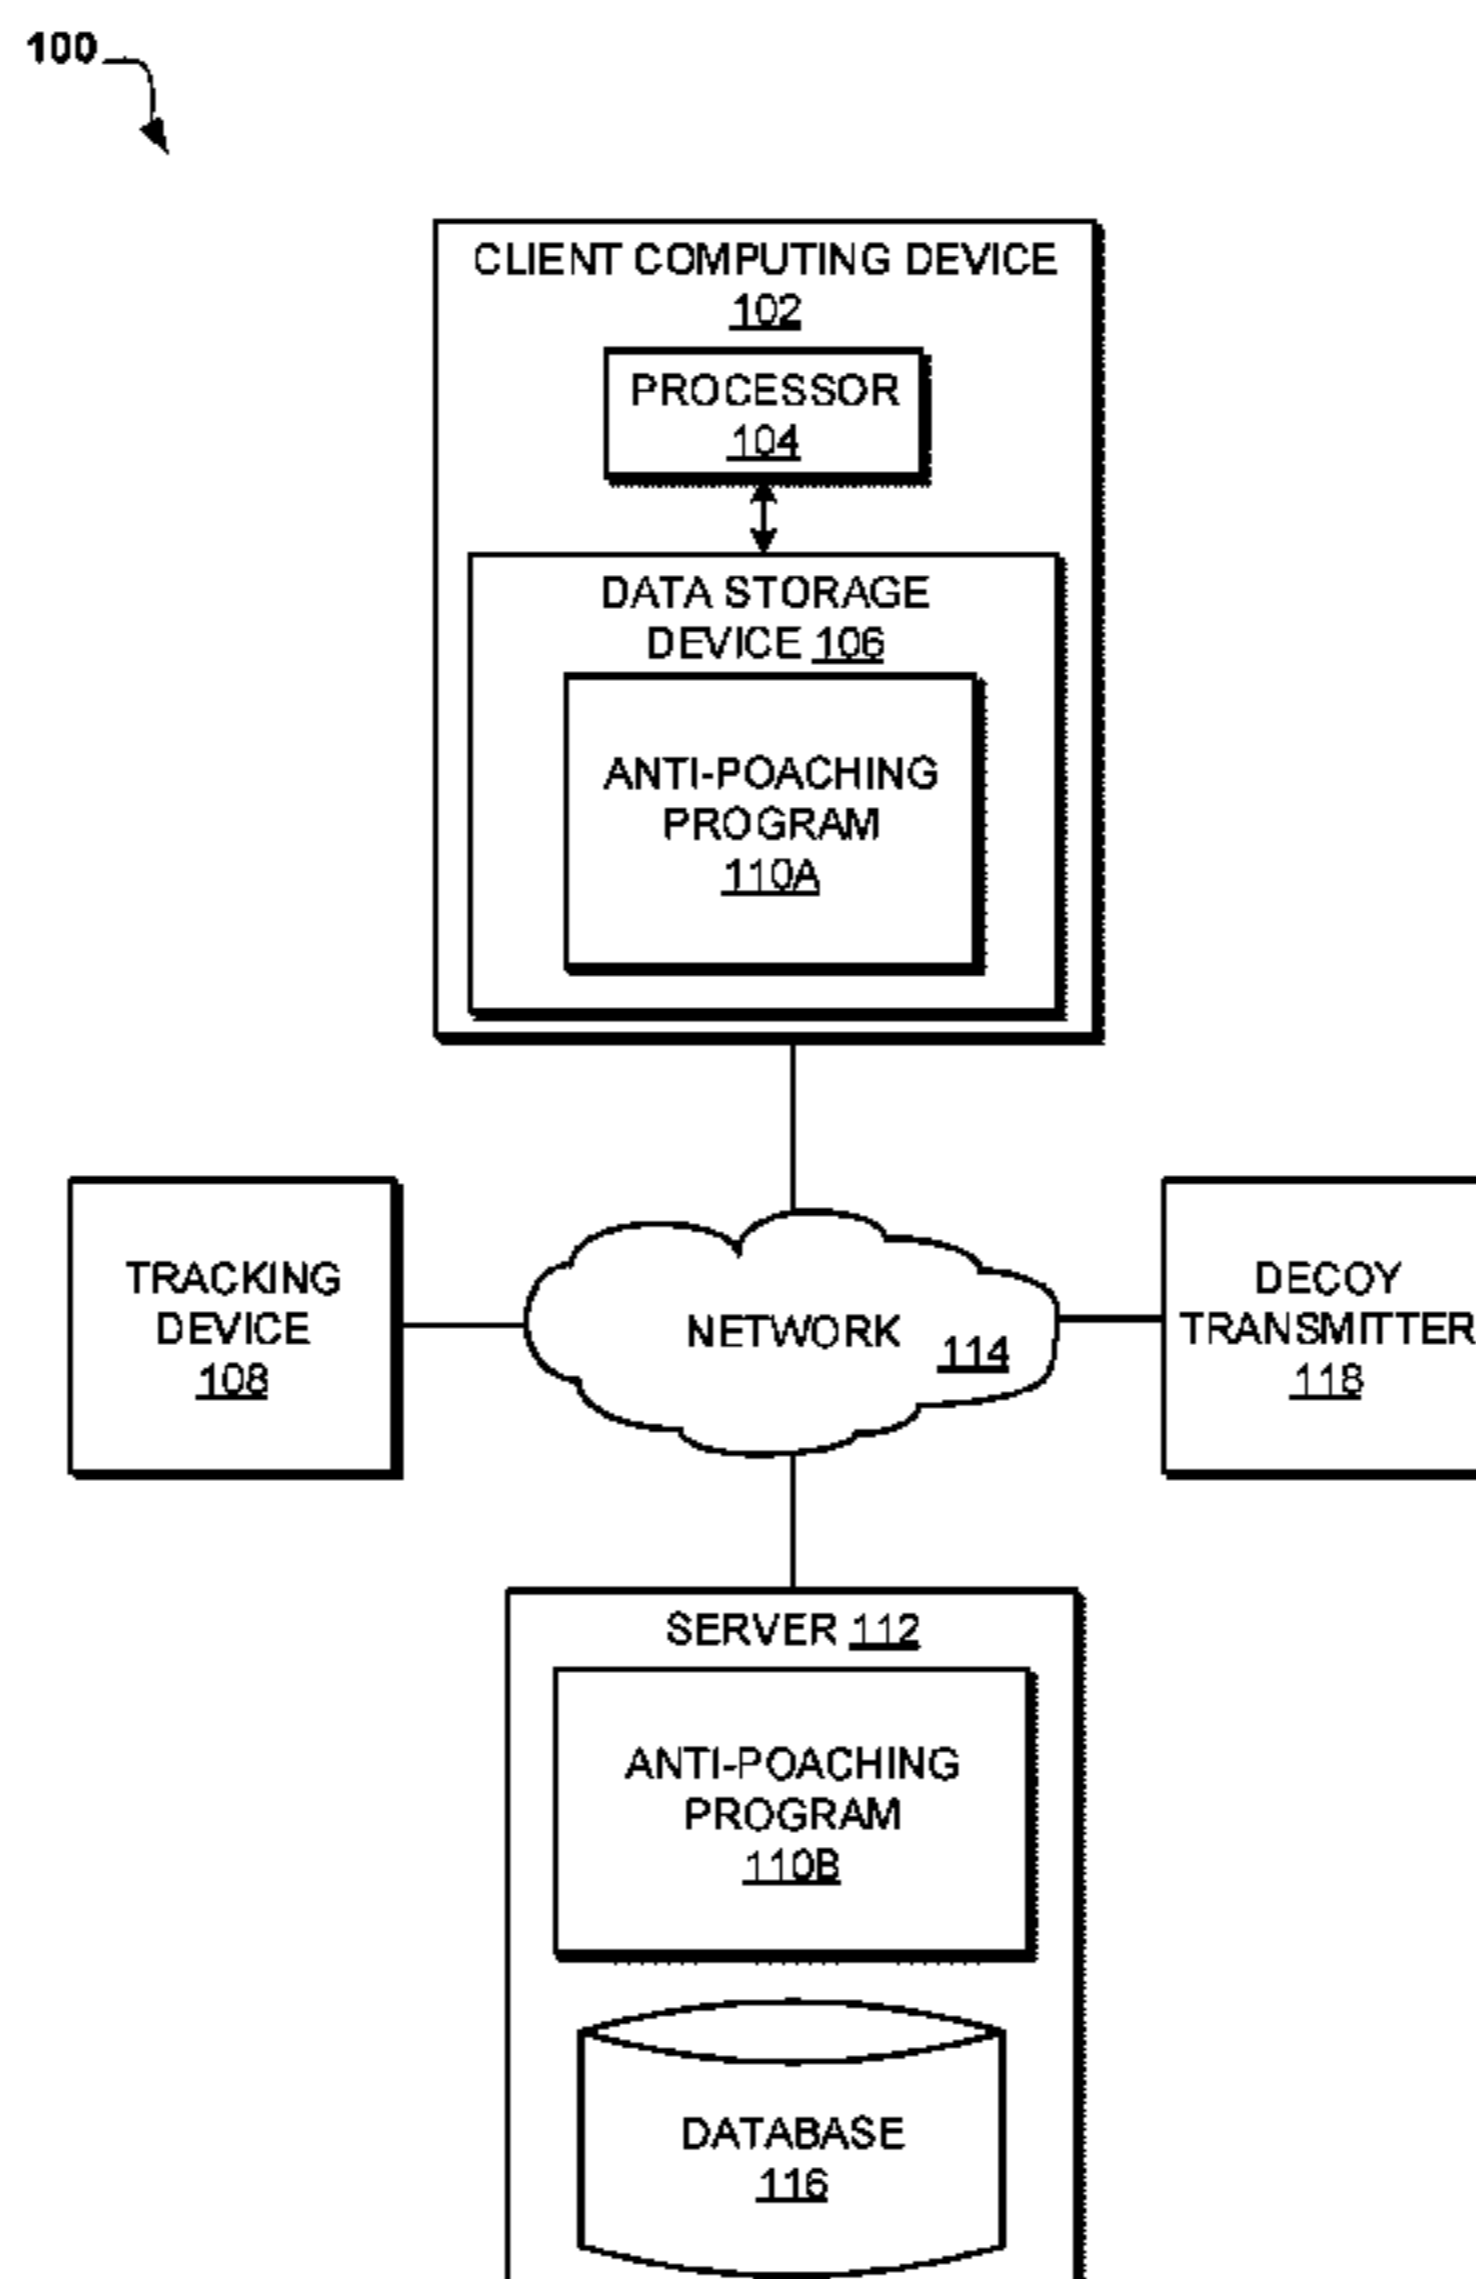 100
CLIENT COMPUTING DEVICE
102
PROCESSOR
104
DATA STORAGE
DEVICE 106
ANTI-POACHING
PROGRAM
110A
TRACKING
DEVICE
108
NETWORK 114
DECOY
TRANSMITTER
118
SERVER 112
ANTI-POACHING
PROGRAM
110B
DATABASE
116